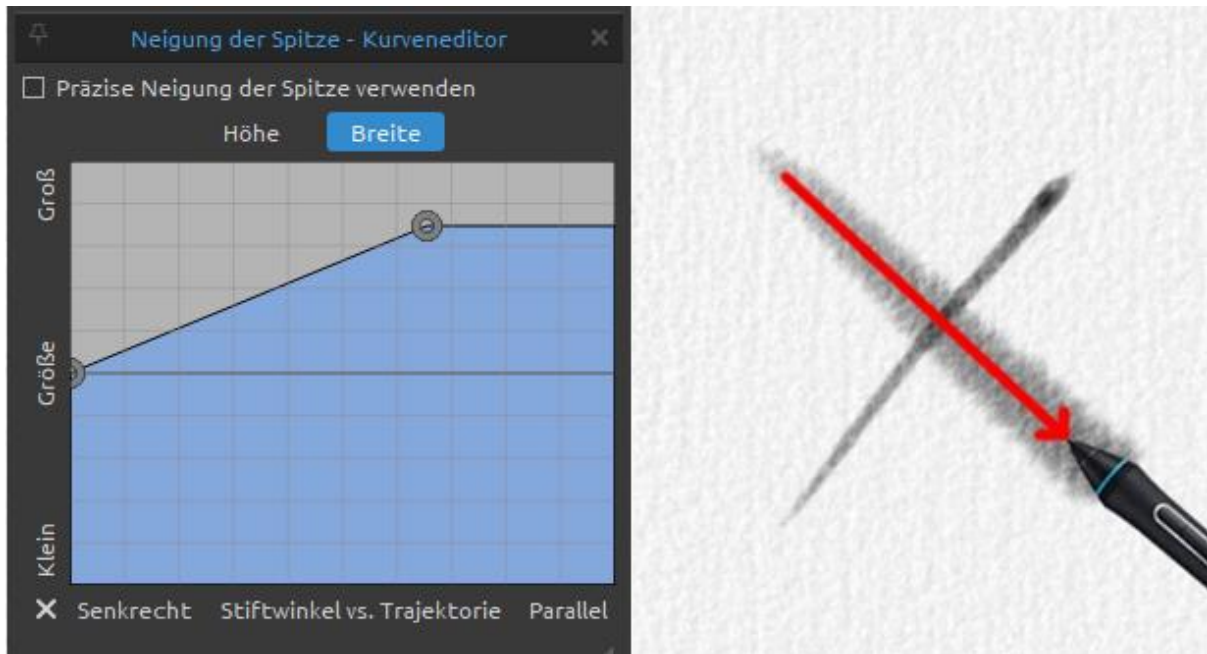 Neigung der Spitze - Kurveneditor
Präzise Neigung der Spitze verwenden
Höhe Breite
Groß
Größe
Klein
Senkrecht Stiftwinkel vs. Trajektorie Parallel